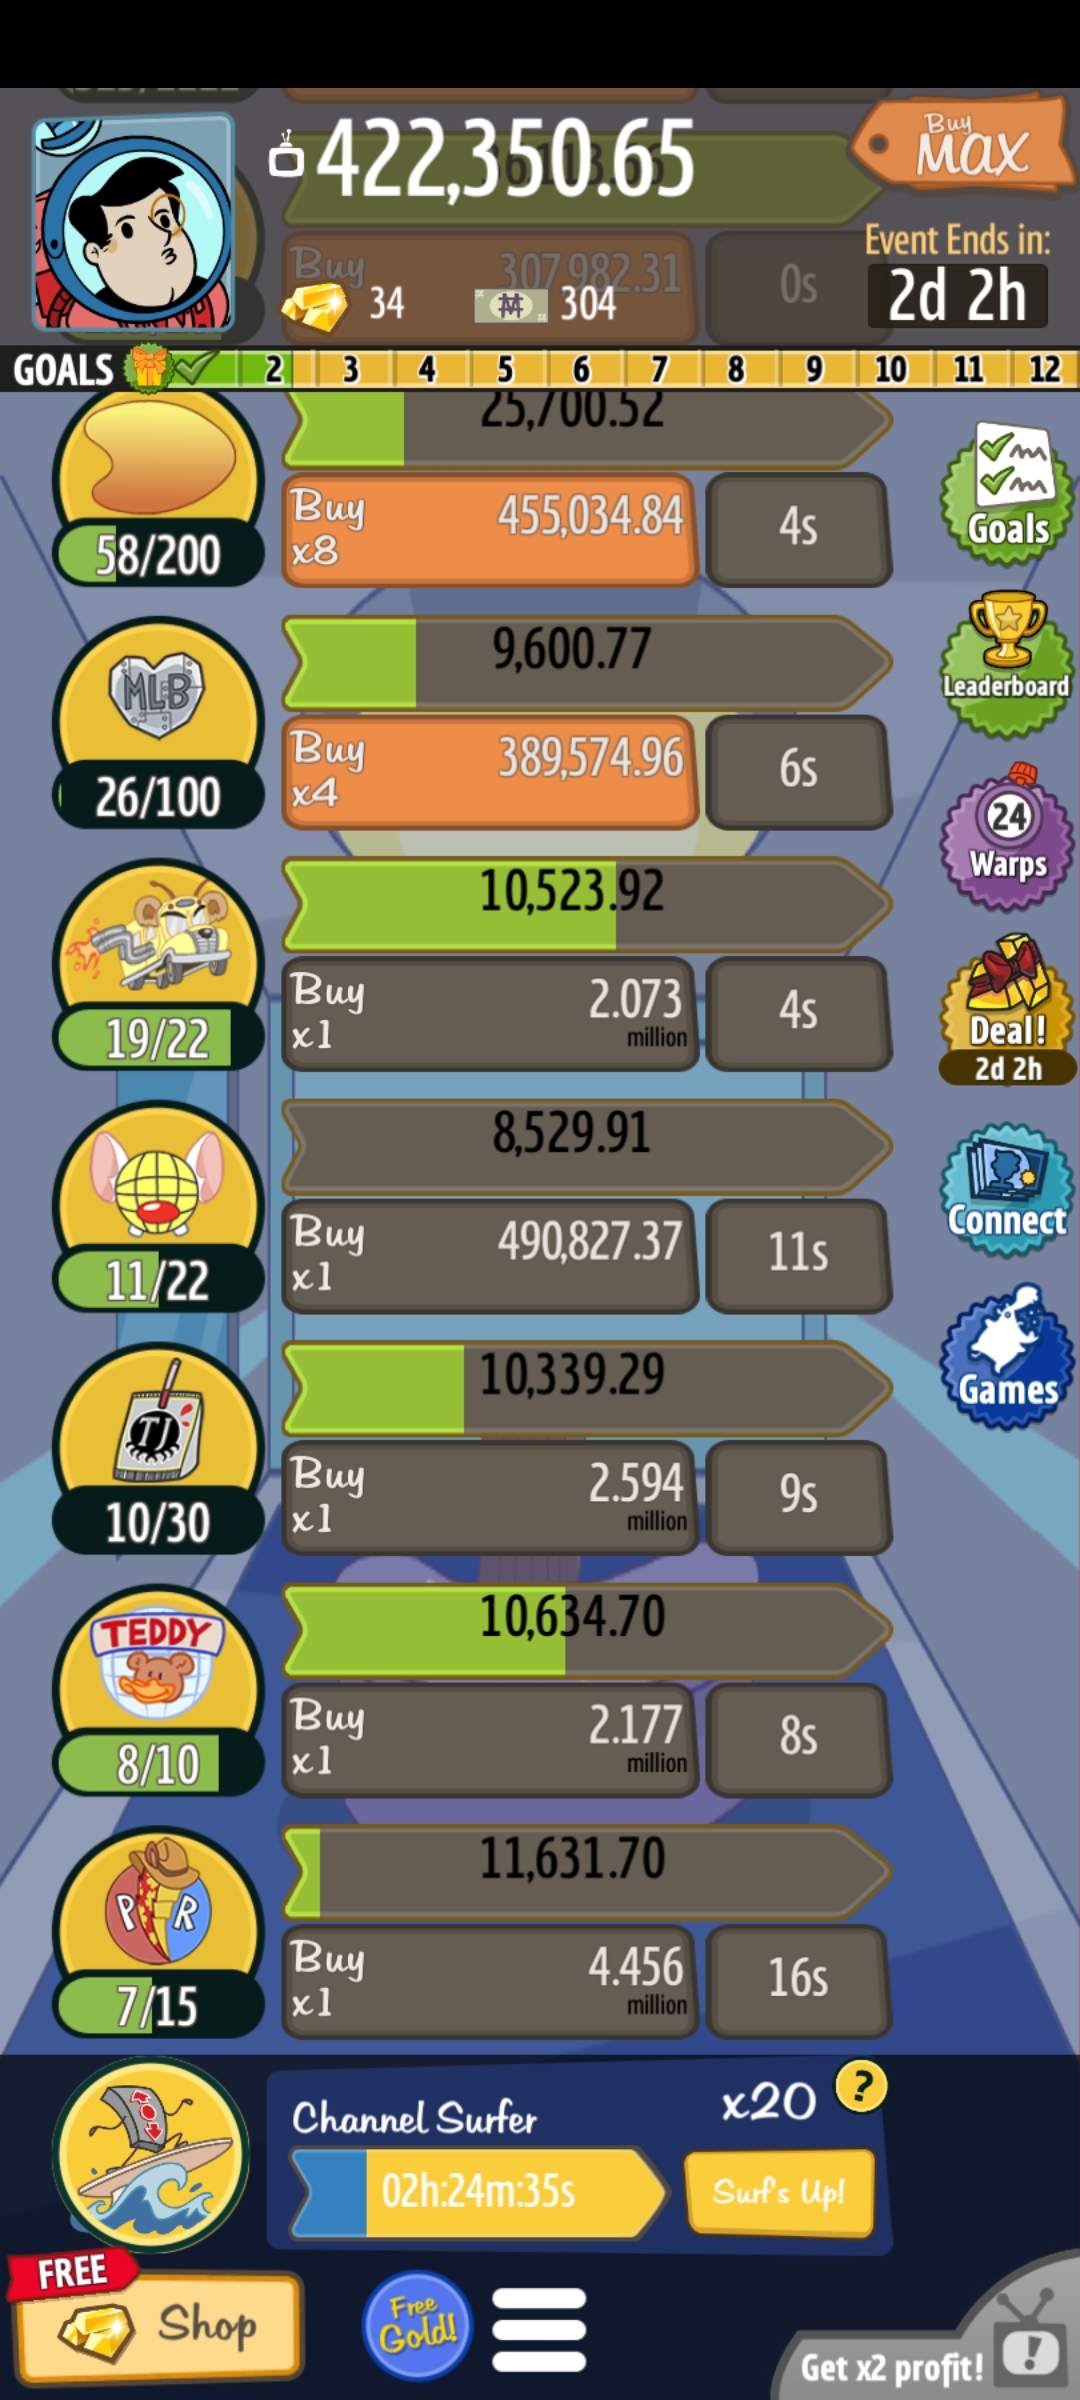 422,350.65
Buy
MAX
Buy
307,982.31
0s
Event Ends in:
2d 2h
34
304
GOALS 2 3 4 5 6 7 8 9 10 11 12
25,700.52
58/200
Buy
x8
455,034.84
4s
Goals
9,600.77
MLB
26/100
Buy
x4
389,574.96
6s
Leaderboard
10,523.92
19/22
Buy
x1
2.073
million
4s
24
Warps
Deal!
2d 2h
8,529.91
11/22
Buy
x1
490,827.37
11s
Connect
10,339.29
TJ
10/30
Buy
x1
2.594
million
9s
Games
10,634.70
TEDDY
8/10
Buy
x1
2.177
million
8s
11,631.70
P R
7/15
Buy
x1
4.456
million
16s
Channel Surfer
x20
?
02h:24m:35s
Surf's Up!
FREE
Shop
Free
Gold!
Get x2 profit!